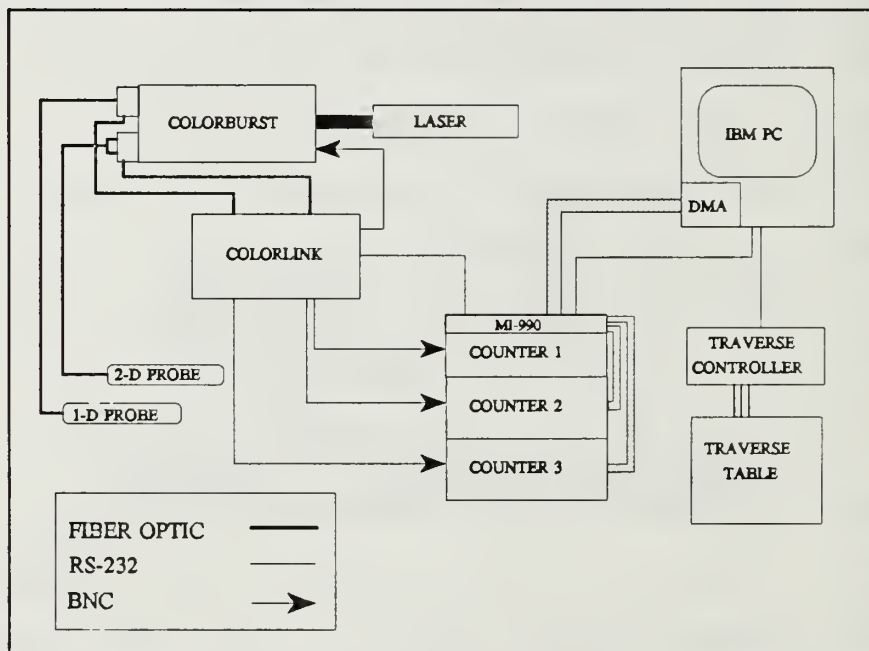 COLORBURST
LASER
IBM PC
DMA
COLORLINK
MI-990
COUNTER 1
COUNTER 2
COUNTER 3
2-D PROBE
1-D PROBE
TRAVERSE
CONTROLLER
TRAVERSE
TABLE
FIBER OPTIC
RS-232
BNC